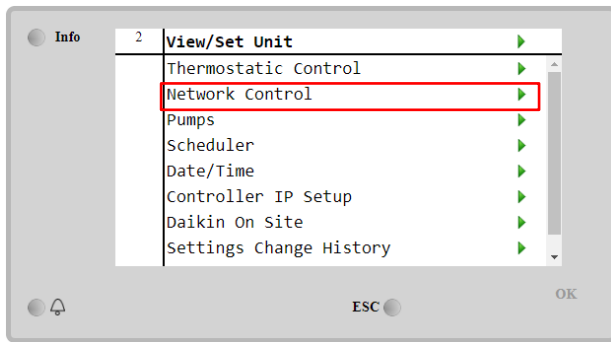 Info
2 View/Set Unit
Thermostatic Control
Network Control
Pumps
Scheduler
Date/Time
Controller IP Setup
Daikin On Site
Settings Change History
ESC
OK